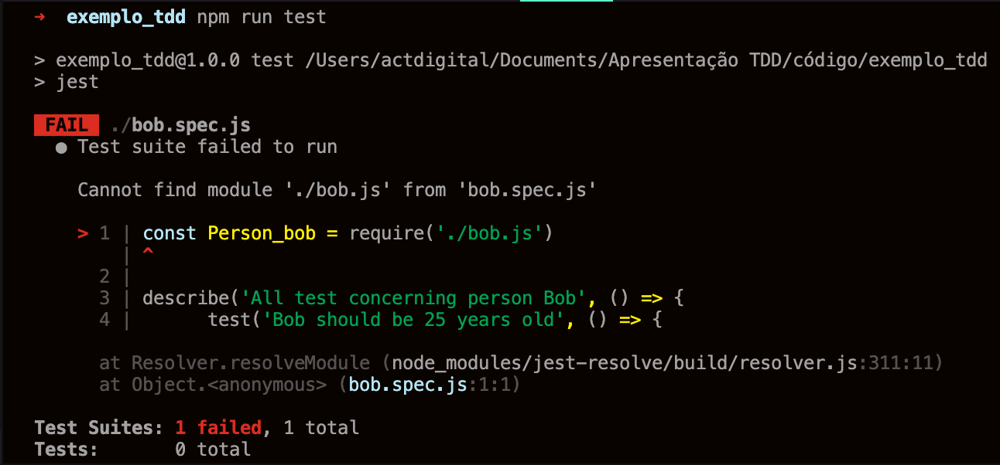 ➜  exemplo_tdd npm run test
> exemplo_tdd@1.0.0 test /Users/actdigital/Documents/Apresentação TDD/código/exemplo_tdd
> jest
FAIL ./bob.spec.js
● Test suite failed to run
Cannot find module './bob.js' from 'bob.spec.js'
> 1 | const Person_bob = require('./bob.js')
| ^
2 |
3 | describe('All test concerning person Bob', () => {
4 |       test('Bob should be 25 years old', () => {
at Resolver.resolveModule (node_modules/jest-resolve/build/resolver.js:311:11)
at Object.<anonymous> (bob.spec.js:1:1)
Test Suites: 1 failed, 1 total
Tests:       0 total